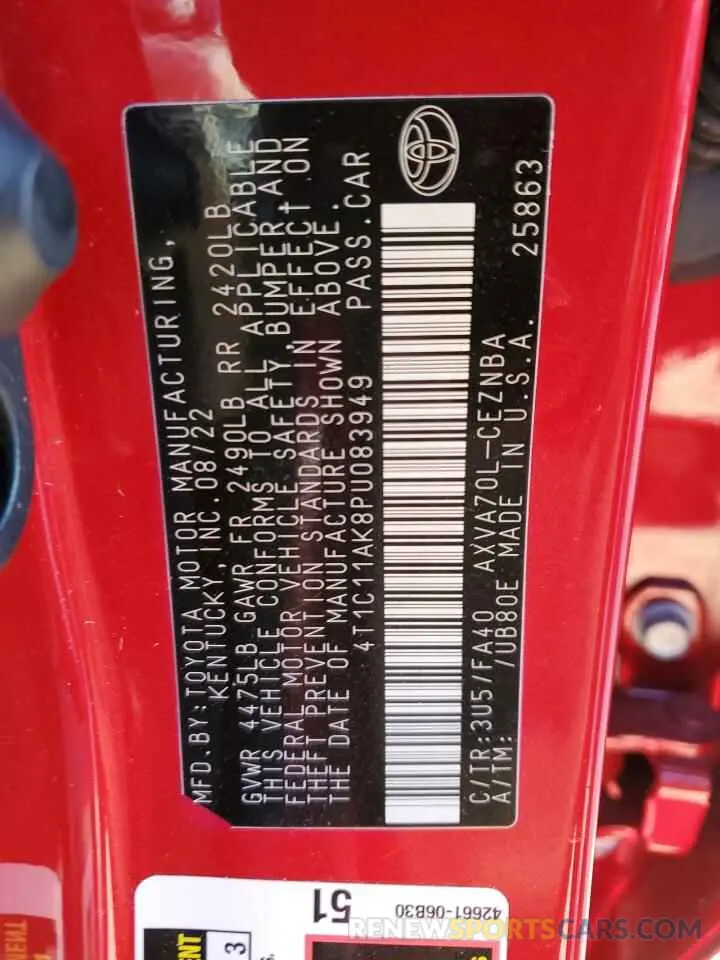 MFD. BY: TOYOTA MOTOR MANUFACTURING,
KENTUCKY, INC. 08/22
GVWR 4475LB GAWR FR 2490LB RR 2420LB
THIS VEHICLE CONFORMS TO ALL APPLICABLE
FEDERAL MOTOR VEHICLE SAFETY, BUMPER AND
THEFT PREVENTION STANDARDS IN EFFECT ON
THE DATE OF MANUFACTURE SHOWN ABOVE.
4T1C11AK8PU083949 PASS. CAR
C/TR: 3U5/FA40 AXVA70L-CEZNBA 25863
A/TM: /UB80E MADE IN U.S.A.
51
42661-06B30
3
RENEWSPORTSCARS.COM